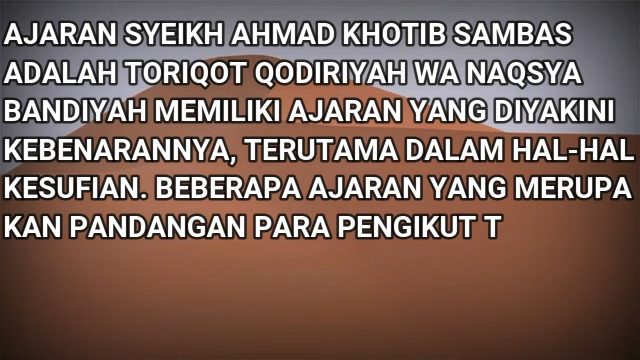 AJARAN SYEIKH AHMAD KHOTIB SAMBAS
ADALAH TORIQOT QODIRIYAH WA NAQSYA
BANDIYAH MEMILIKI AJARAN YANG DIYAKINI
KEBENARANNYA, TERUTAMA DALAM HAL-HAL
KESUFIAN. BEBERAPA AJARAN YANG MERUPA
KAN PANDANGAN PARA PENGIKUT T